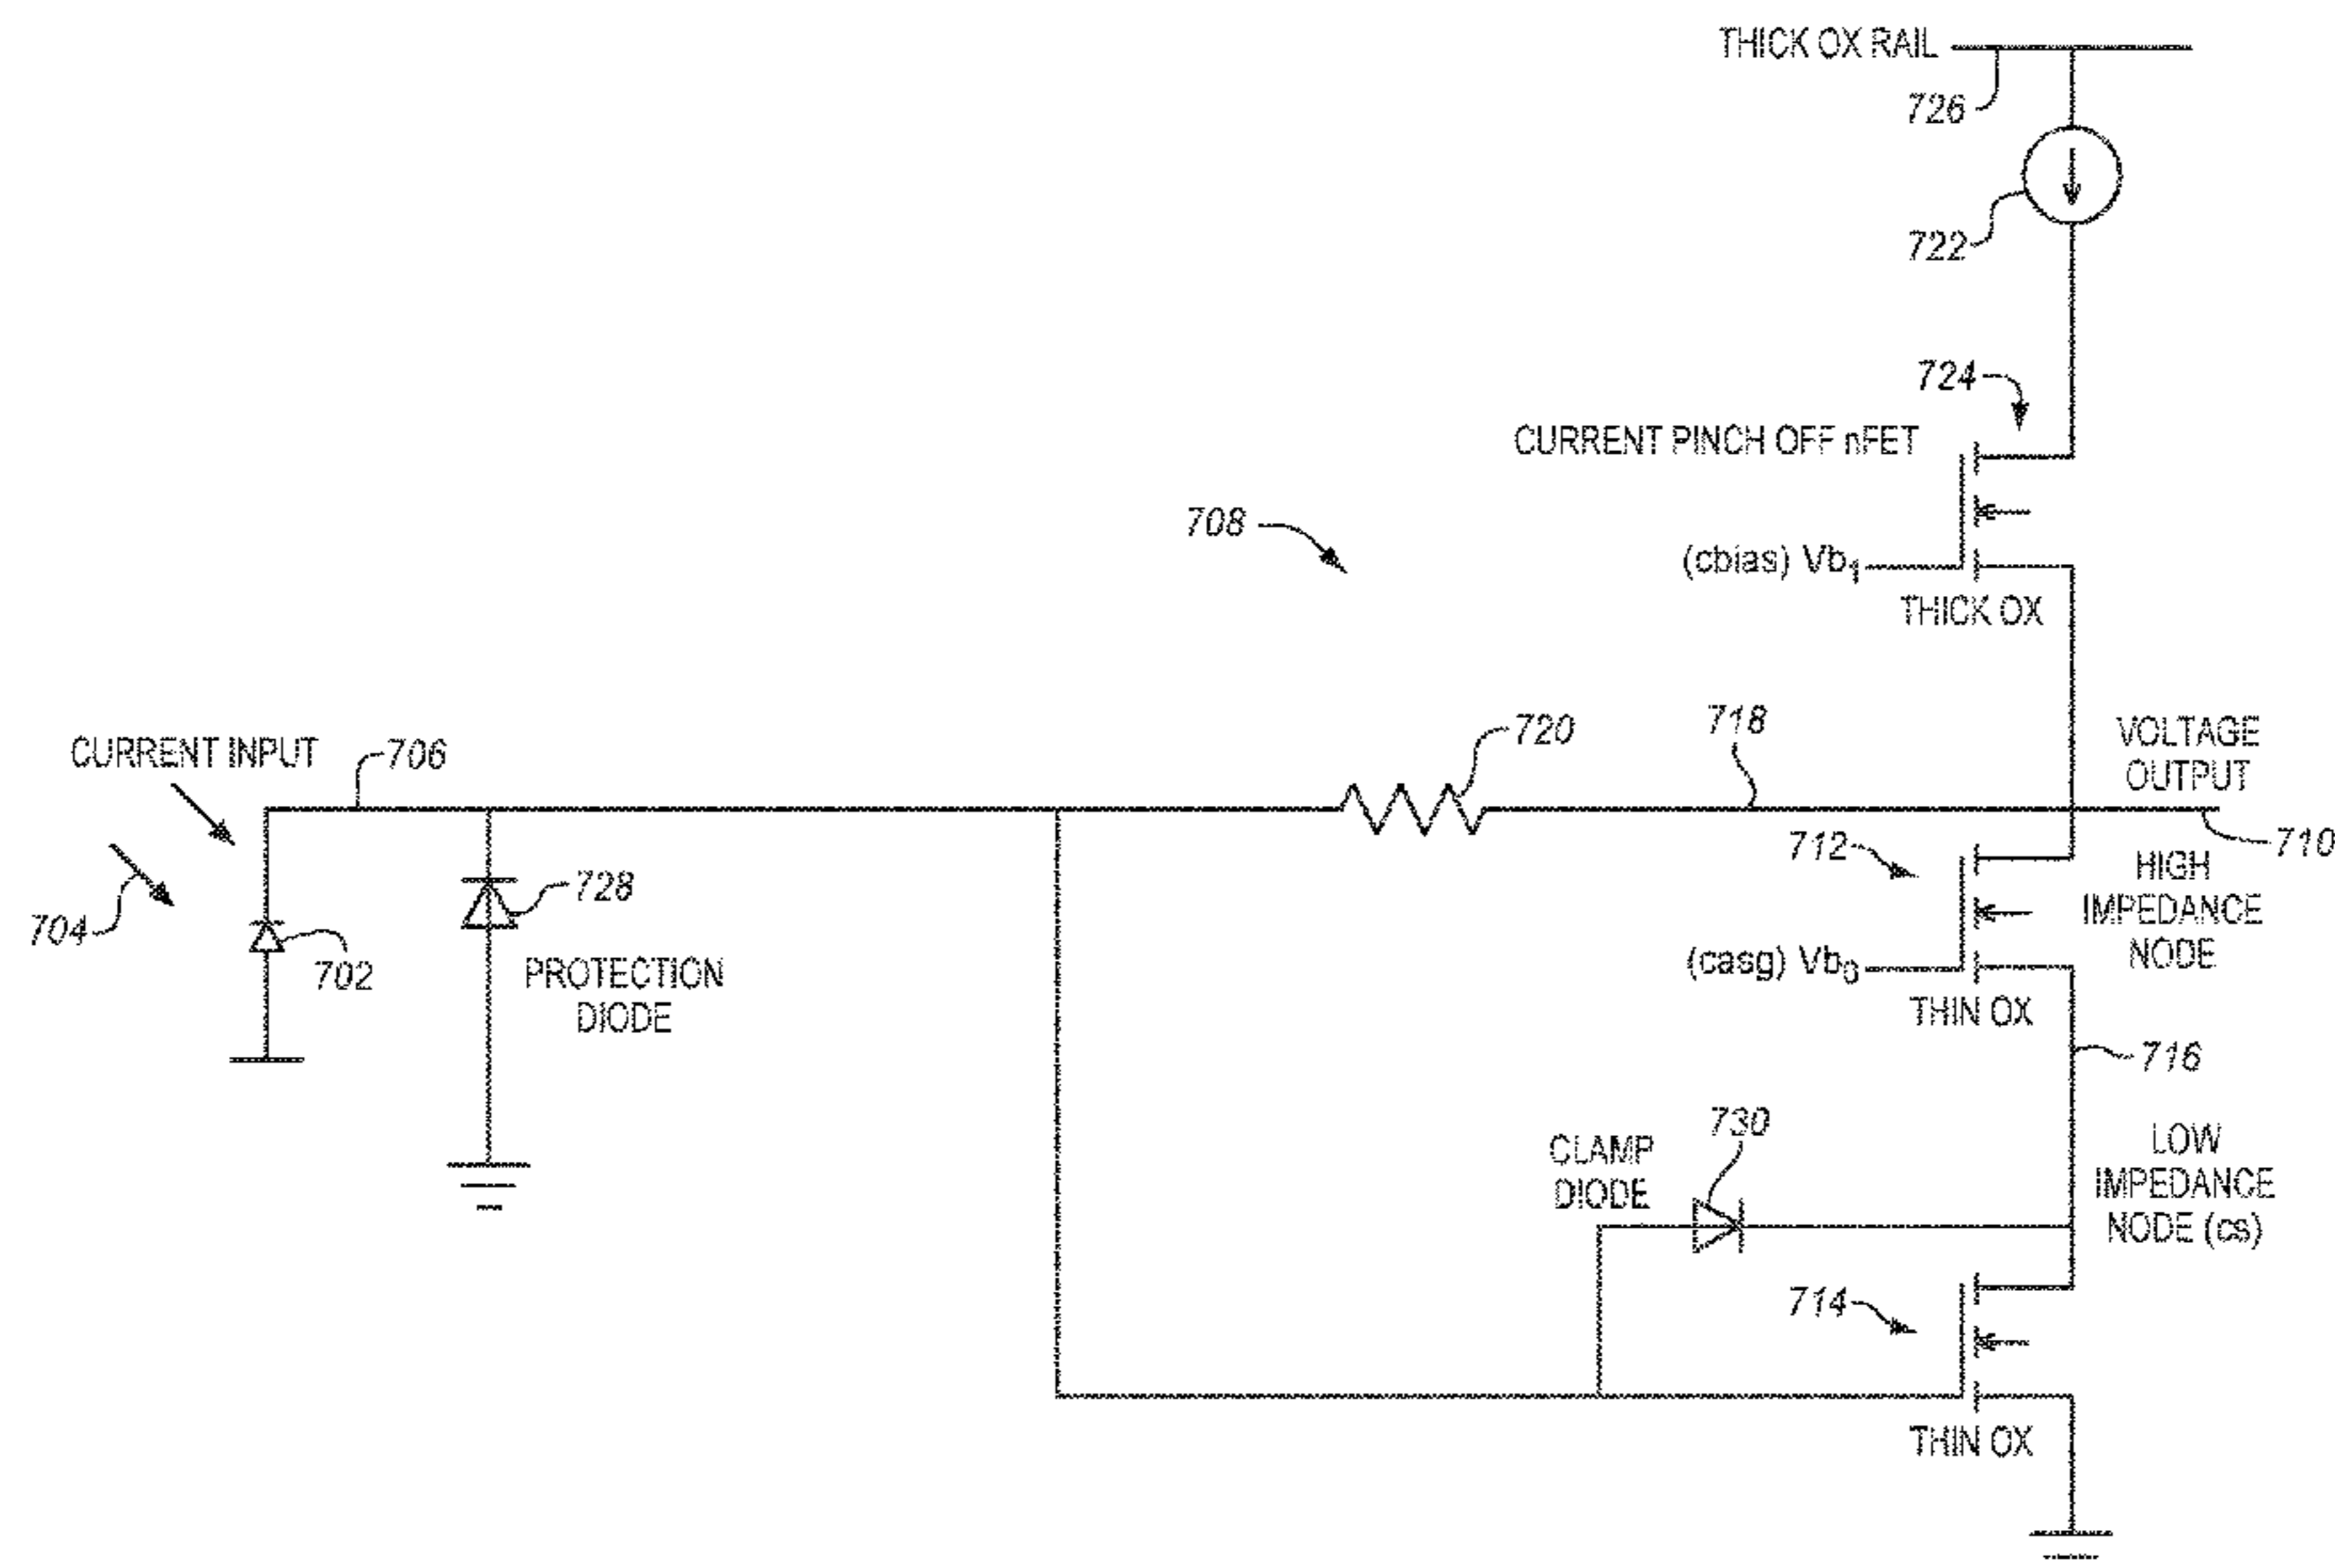 THICK OX RAIL
726
722
724
CURRENT PINCH OFF nFET
708
(cbias) Vb1
THICK OX
CURRENT INPUT
706
720
718
VOLTAGE
OUTPUT
710
712
HIGH
IMPEDANCE
NODE
704
702
728
PROTECTION
DIODE
(casg) Vb0
THIN OX
716
CLAMP
DIODE
730
LOW
IMPEDANCE
NODE (cs)
714
THIN OX